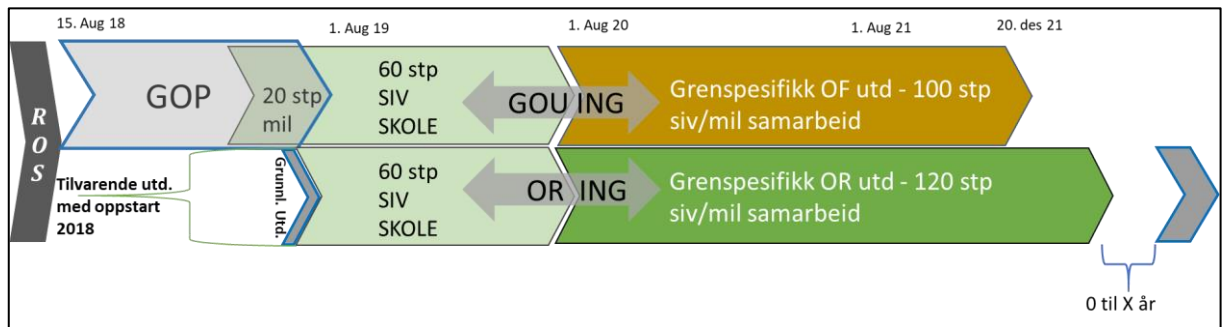 15. Aug 18
1. Aug 19
1. Aug 20
1. Aug 21
20. des 21
ROS
GOP
20 stp
mil
60 stp
SIV
SKOLE
GOU ING
Grenspesifikk OF utd - 100 stp
siv/mil samarbeid
Tilvarende utd.
med oppstart
2018
Grunnl. Utd.
60 stp
SIV
SKOLE
OR ING
Grenspesifikk OR utd - 120 stp
siv/mil samarbeid
0 til X år